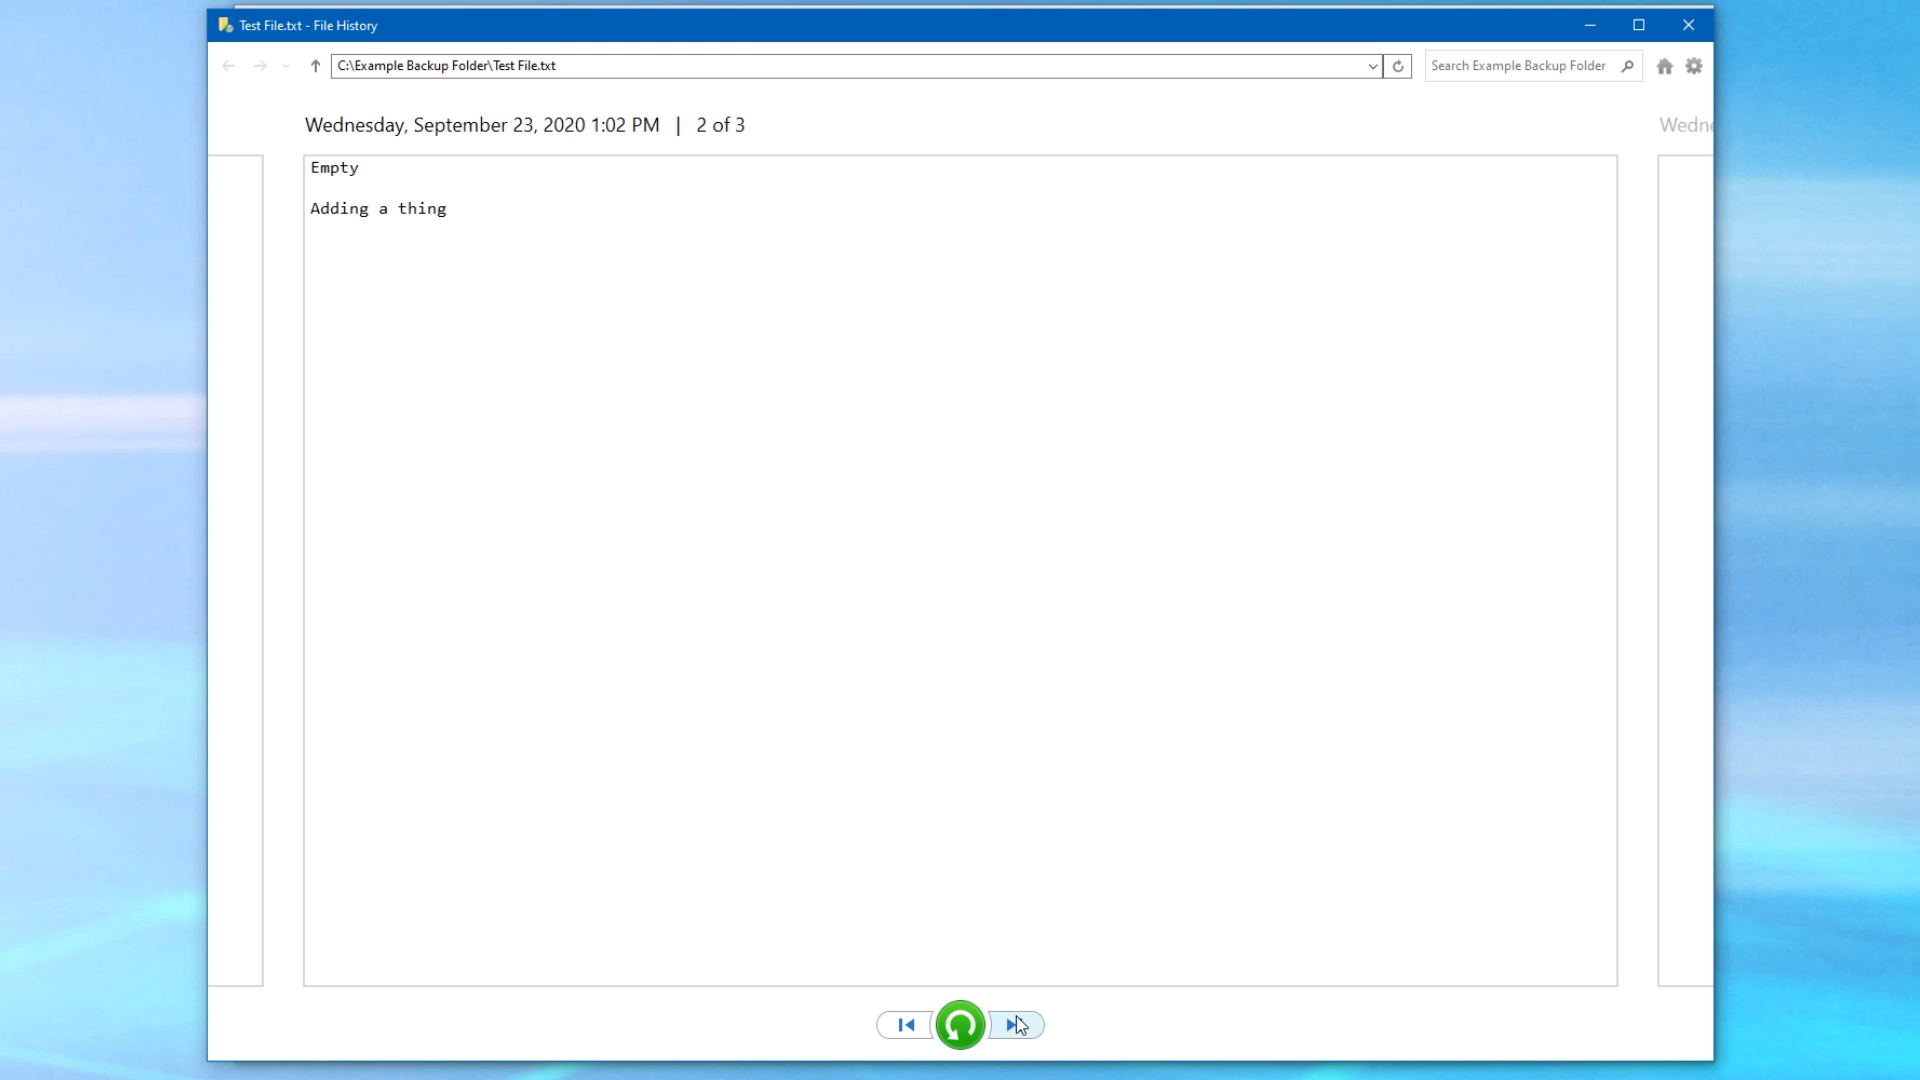 Test File.txt - File History
C:\Example Backup Folder\Test File.txt
Search Example Backup Folder
Wednesday, September 23, 2020 1:02 PM | 2 of 3
Wedne
Empty
Adding a thing